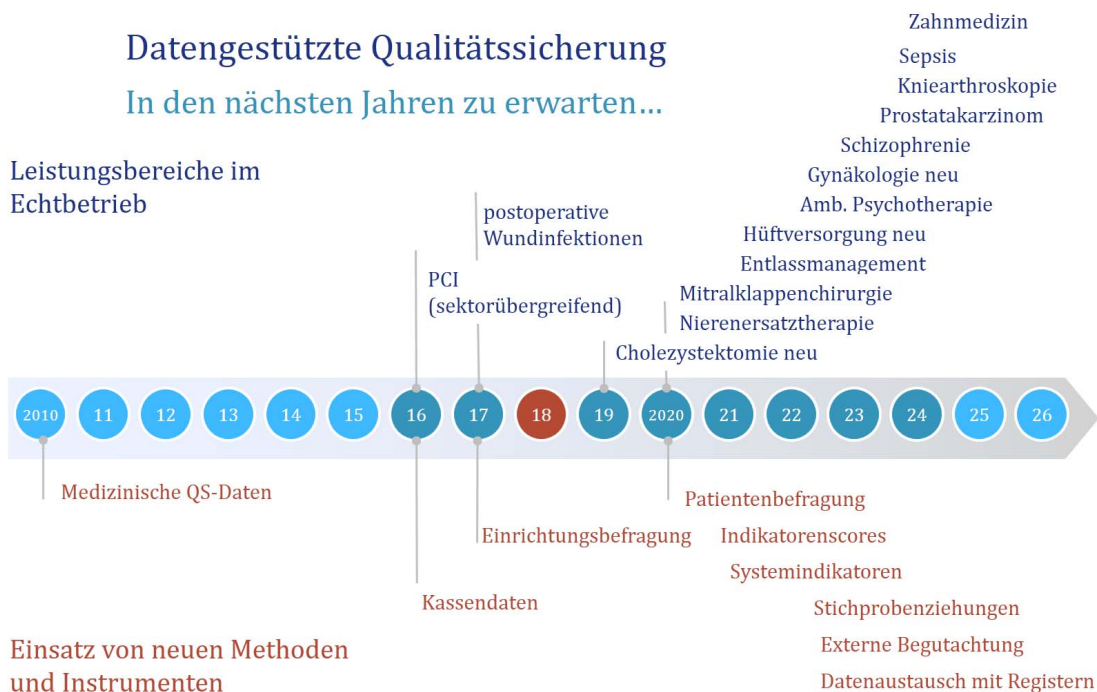 Datengestützte Qualitätssicherung
In den nächsten Jahren zu erwarten...
Leistungsbereiche im
Echtbetrieb
Zahnmedizin
Sepsis
Kniearthroskopie
Prostatakarzinom
Schizophrenie
Gynäkologie neu
Amb. Psychotherapie
Hüftversorgung neu
Entlassmanagement
Mitralklappenchirurgie
Nierenersatztherapie
Cholezystektomie neu
postoperative
Wundinfektionen
PCI
(sektorübergreifend)
2010 11 12 13 14 15 16 17 18 19 2020 21 22 23 24 25 26
Medizinische QS-Daten
Einrichtungsbefragung
Kassendaten
Patientenbefragung
Indikatorenscores
Systemindikatoren
Stichprobenziehungen
Externe Begutachtung
Datenaustausch mit Registern
Einsatz von neuen Methoden
und Instrumenten